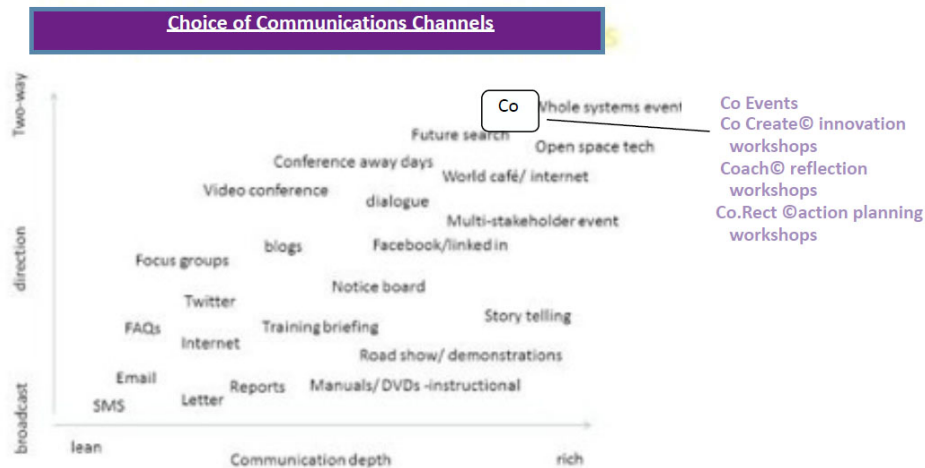 Choice of Communications Channels
s
Two-way
Co
Whole systems event
Co Events
Co Create© innovation
workshops
Future search
Open space tech
Conference away days
World café/ internet
Coach© reflection
workshops
Video conference
dialogue
Co.Rect ©action planning
workshops
Multi-stakeholder event
direction
blogs
Facebook/linked in
Focus groups
Notice board
Twitter
Story telling
FAQs
Training briefing
Internet
Road show/ demonstrations
Email
Reports
Manuals/ DVDs -instructional
SMS
Letter
broadcast
lean
Communication depth
rich